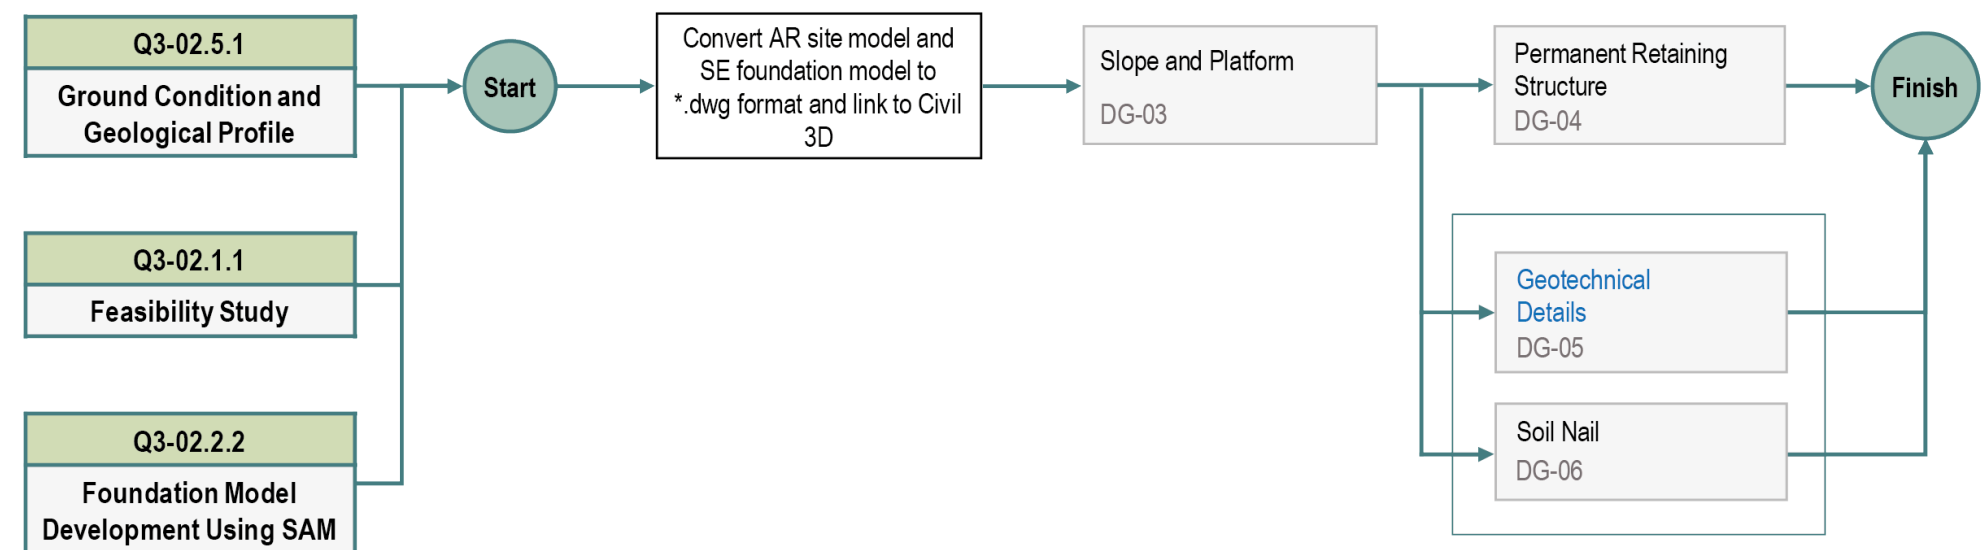 Q3-02.5.1
Ground Condition and
Geological Profile
Q3-02.1.1
Feasibility Study
Q3-02.2.2
Foundation Model
Development Using SAM
Start
Convert AR site model and
SE foundation model to
*.dwg format and link to Civil
3D
Slope and Platform
DG-03
Permanent Retaining
Structure
DG-04
Geotechnical
Details
DG-05
Soil Nail
DG-06
Finish